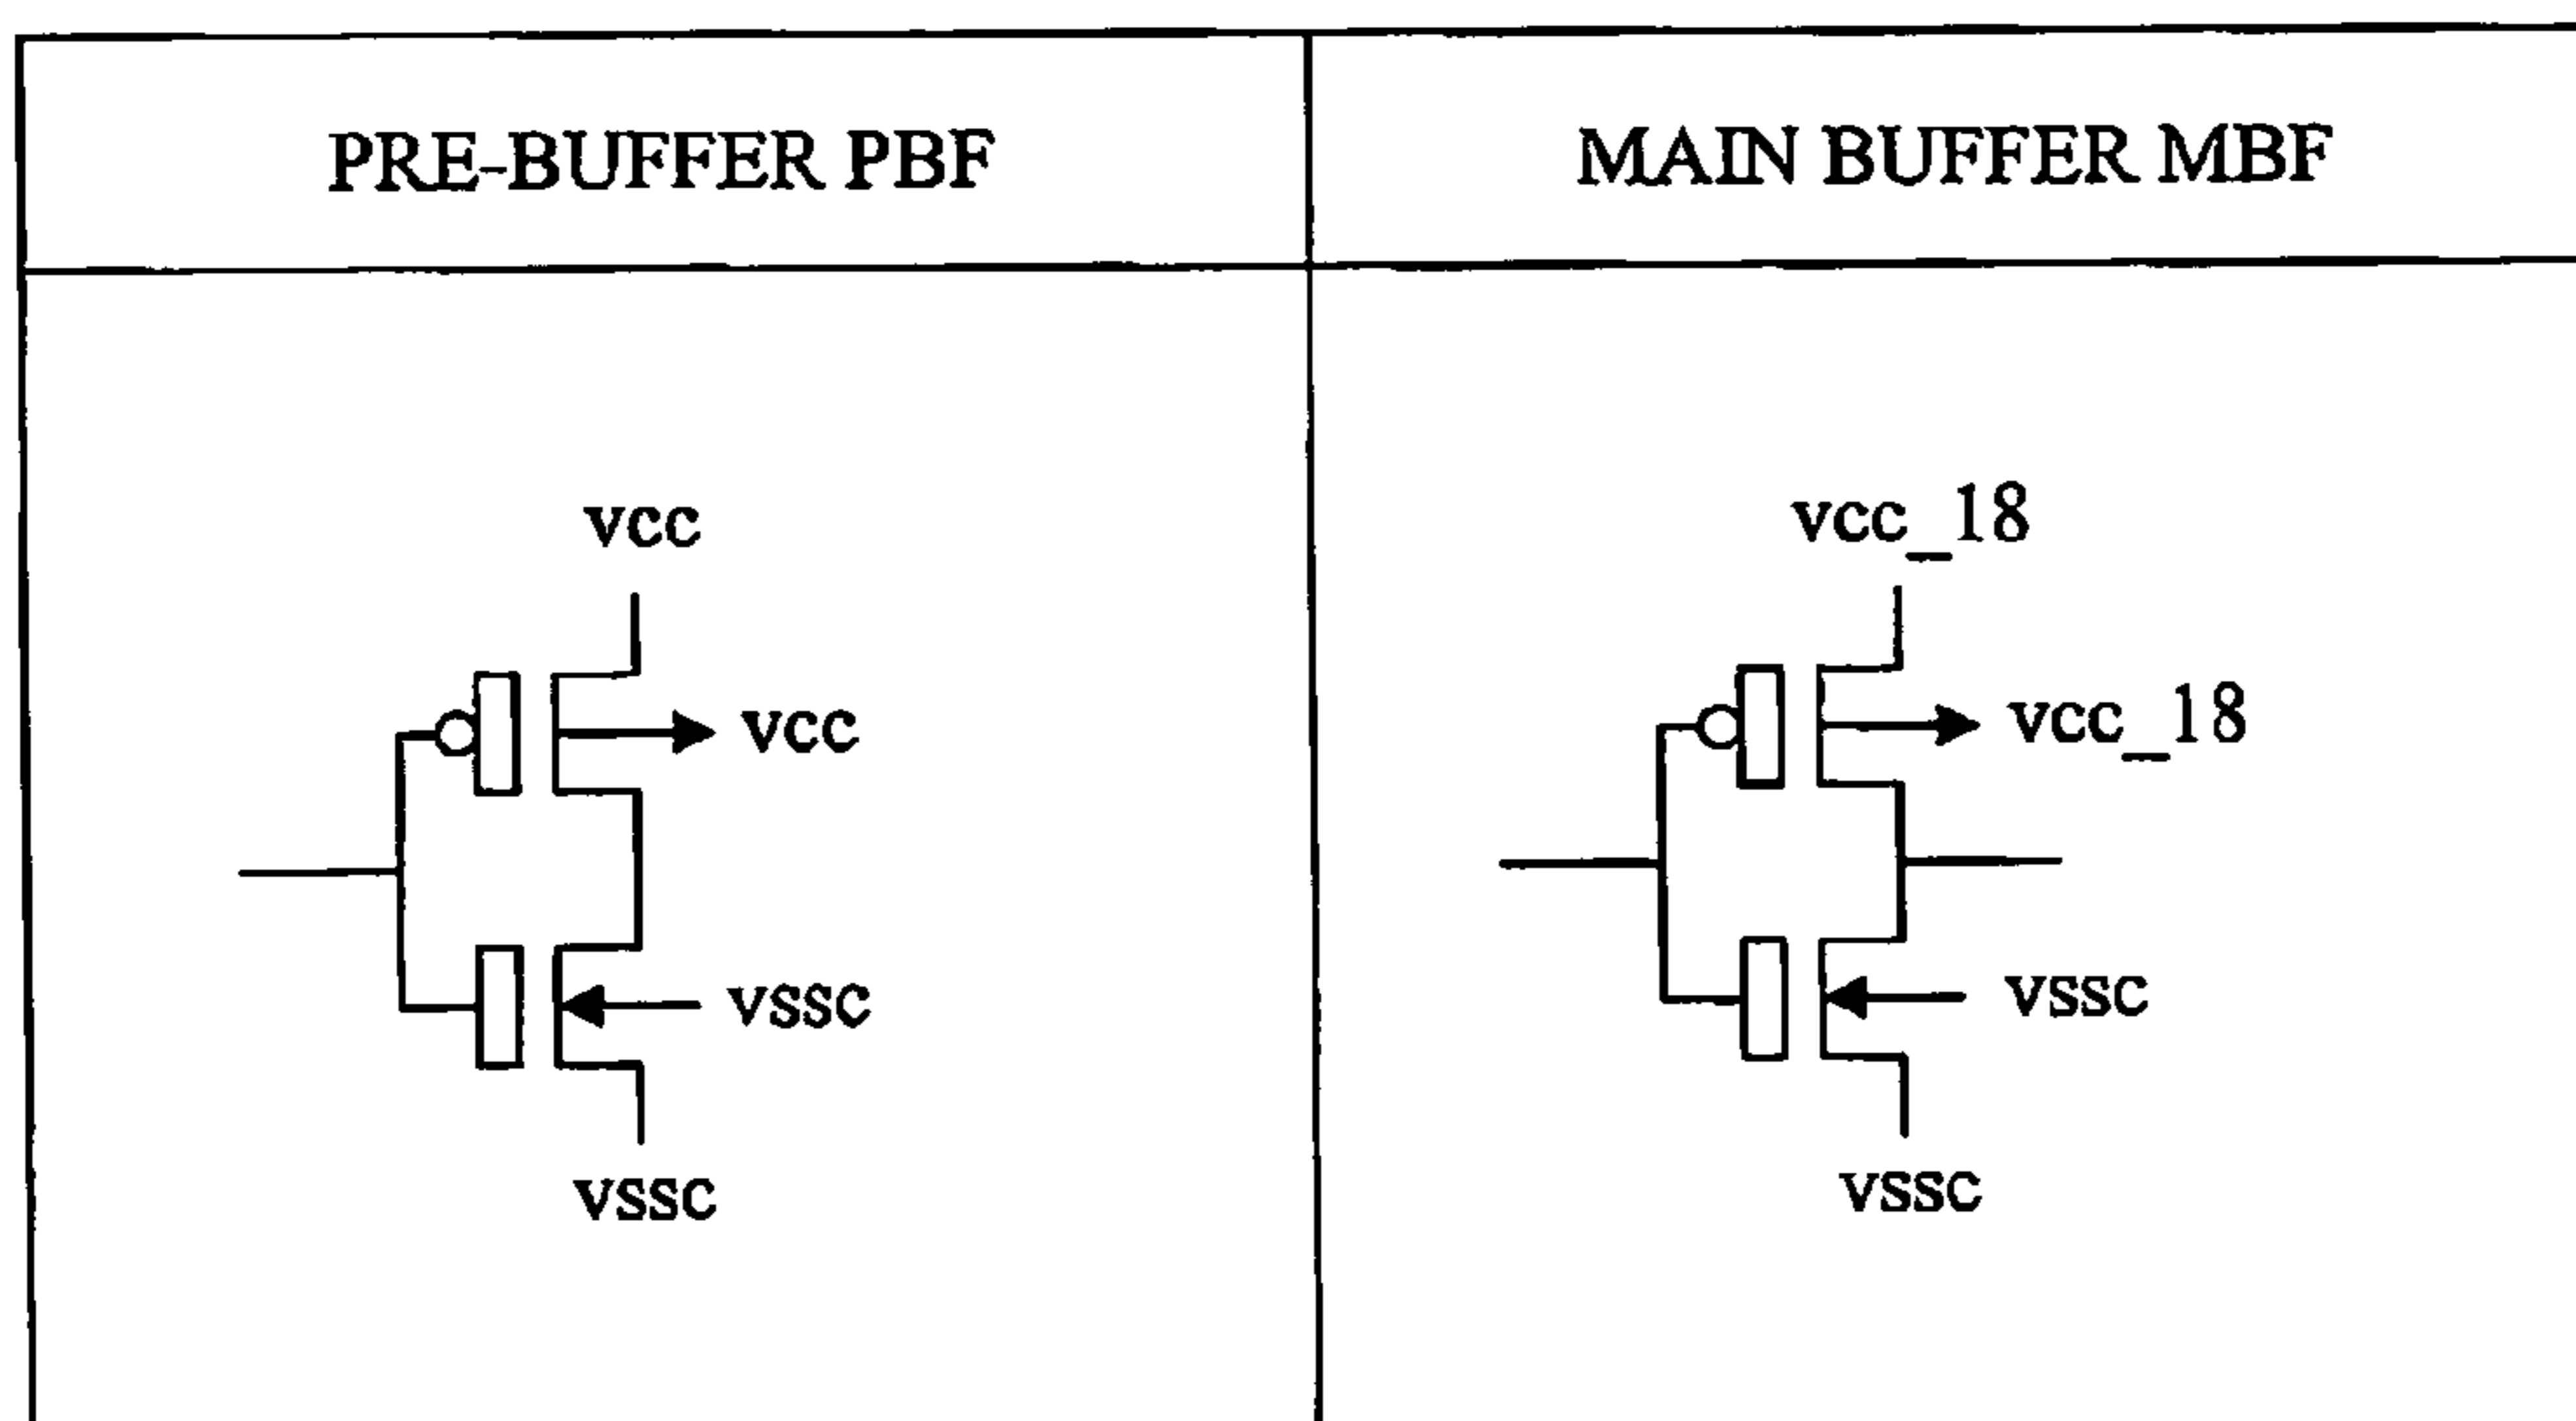 PRE-BUFFER PBF
MAIN BUFFER MBF
vcc
vcc
vssc
vssc
vcc_18
vcc_18
vssc
vssc